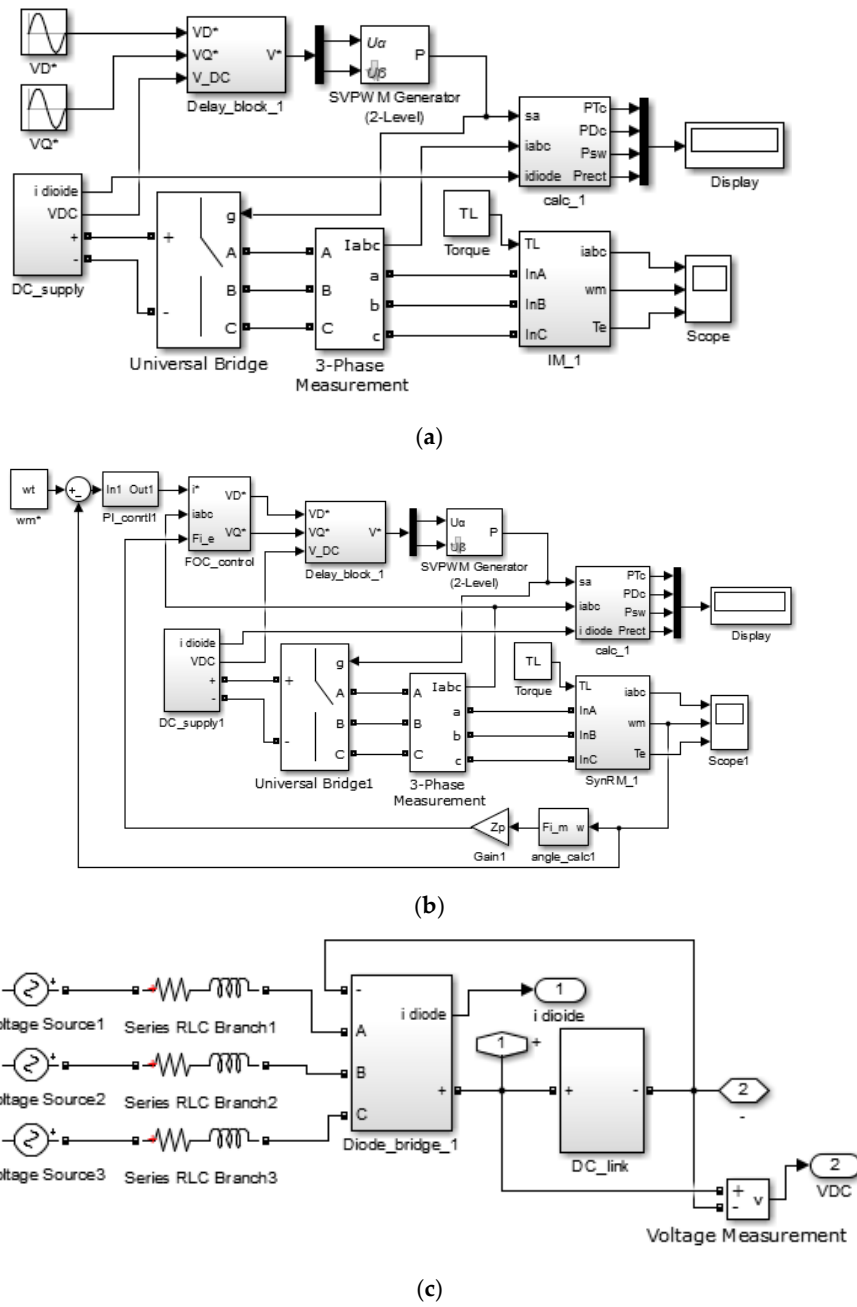 VD*
VQ*
V_DC
V*
Delay_block_1
VD*
VQ*
Uα
Uβ
P
SVPWM Generator
(2-Level)
sa
iabc
idiode
PTc
PDc
Psw
Prect
calc_1
Display
i dioide
VDC
+
-
DC_supply
+
-
g
A
B
C
Universal Bridge
A
B
C
Iabc
a
b
c
3-Phase
Measurement
TL
Torque
TL
InA
InB
InC
iabc
wm
Te
IM_1
Scope
(a)
wt
wm*
+
-
In1 Out1
PI_conrtl1
i*
iabc
Fi_e
VD*
VQ*
FOC_control
VD*
VQ*
V_DC
V*
Delay_block_1
Uα
Uβ
P
SVPWM Generator
(2-Level)
sa
iabc
i diode
PTc
PDc
Psw
Prect
calc_1
Display
i dioide
VDC
+
-
DC_supply1
+
-
g
A
B
C
Universal Bridge1
A
B
C
Iabc
a
b
c
3-Phase
Measurement
TL
Torque
TL
InA
InB
InC
iabc
wm
Te
SynRM_1
Scope1
Zp
Gain1
Fi_m w
angle_calc1
(b)
oltage Source1
Series RLC Branch1
oltage Source2
Series RLC Branch2
oltage Source3
Series RLC Branch3
-
A
B
C
i diode
+
Diode_bridge_1
1
i dioide
1
+
+
-
DC_link
2
-
+
-
v
2
VDC
Voltage Measurement
(c)